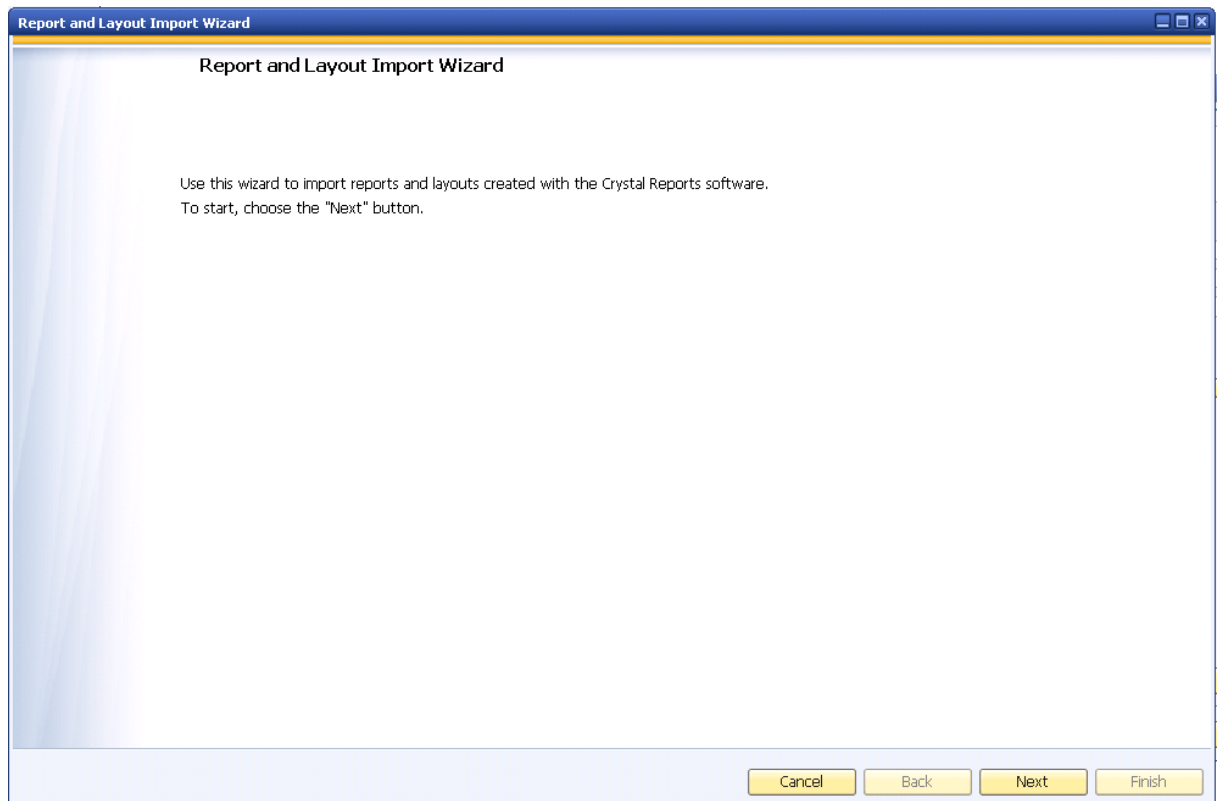 Report and Layout Import Wizard
Report and Layout Import Wizard
Use this wizard to import reports and layouts created with the Crystal Reports software.
To start, choose the "Next" button.
Cancel Back Next Finish